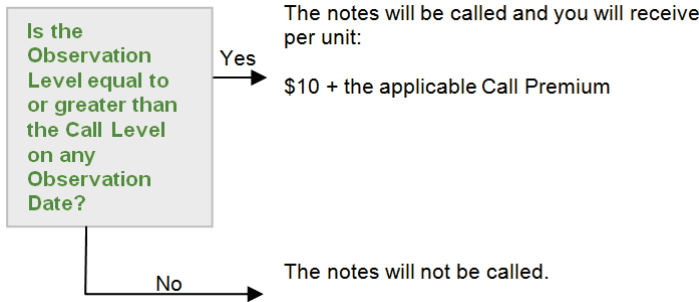 Is the
Observation
Level equal to
or greater than
the Call Level
on any
Observation
Date?
Yes
The notes will be called and you will receive
per unit:
$10 + the applicable Call Premium
No
The notes will not be called.